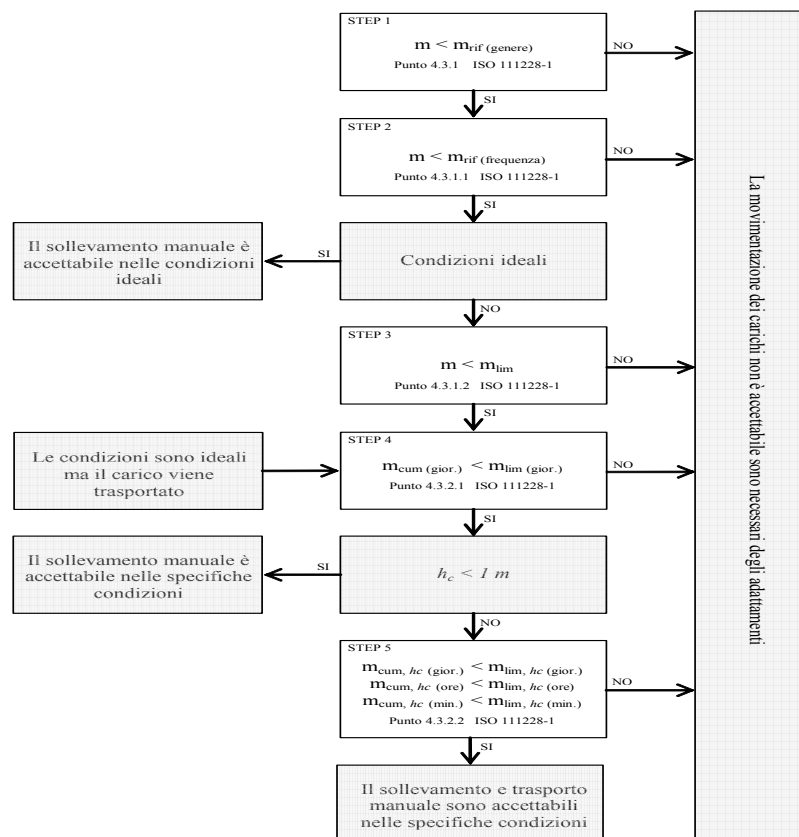 STEP 1
m < mrif (genere)
Punto 4.3.1 ISO 111228-1
NO
SI
STEP 2
m < mrif (frequenza)
Punto 4.3.1.1 ISO 111228-1
NO
SI
Il sollevamento manuale è
accettabile nelle condizioni
ideali
SI
Condizioni ideali
NO
STEP 3
m < mlim
Punto 4.3.1.2 ISO 111228-1
NO
SI
Le condizioni sono ideali
ma il carico viene
trasportato
STEP 4
mcum (gior.) < mlim (gior.)
Punto 4.3.2.1 ISO 111228-1
NO
SI
Il sollevamento manuale è
accettabile nelle specifiche
condizioni
SI
hc < 1 m
NO
STEP 5
mcum, hc (gior.) < mlim, hc (gior.)
mcum, hc (ore) < mlim, hc (ore)
mcum, hc (min.) < mlim, hc (min.)
Punto 4.3.2.2 ISO 111228-1
NO
SI
Il sollevamento e trasporto
manuale sono accettabili
nelle specifiche condizioni
La movimentazione dei carichi non è accettabile sono necessari degli adattamenti